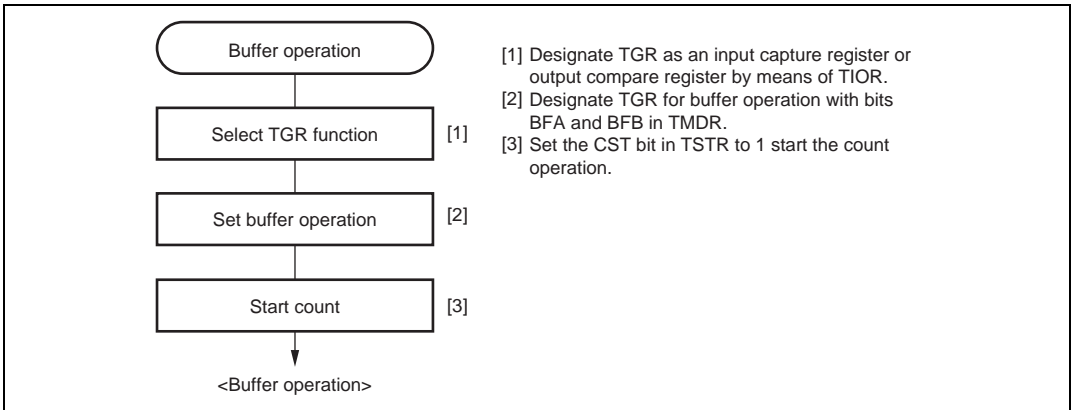 Buffer operation
Select TGR function
[1]
Set buffer operation
[2]
Start count
[3]
<Buffer operation>
[1] Designate TGR as an input capture register or
output compare register by means of TIOR.
[2] Designate TGR for buffer operation with bits
BFA and BFB in TMDR.
[3] Set the CST bit in TSTR to 1 start the count
operation.